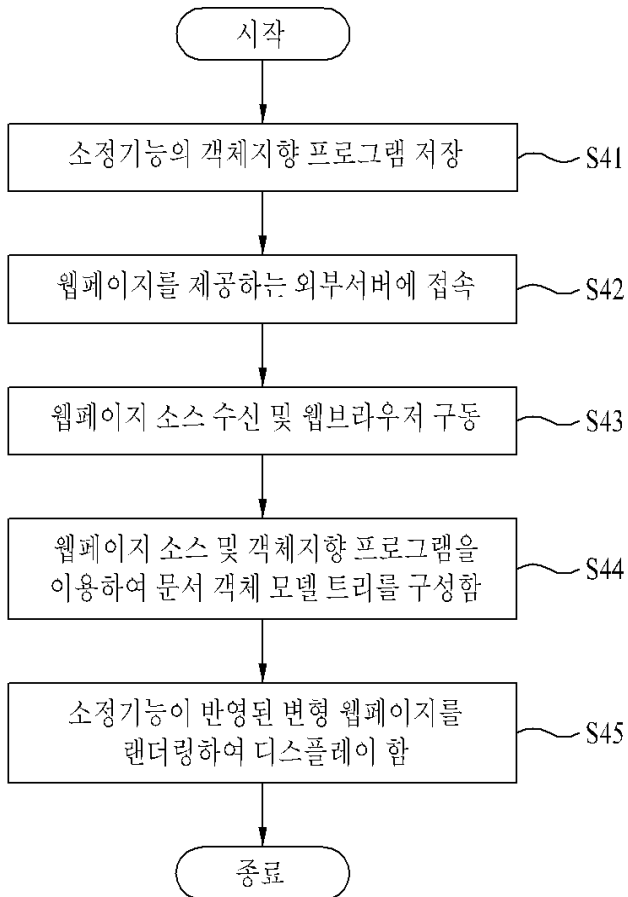 시작
소정기능의 객체지향 프로그램 저장
S41
웹페이지를 제공하는 외부서버에 접속
S42
웹페이지 소스 수신 및 웹브라우저 구동
S43
웹페이지 소스 및 객체지향 프로그램을
이용하여 문서 객체 모델 트리를 구성함
S44
소정기능이 반영된 변형 웹페이지를
랜더링하여 디스플레이 함
S45
종료